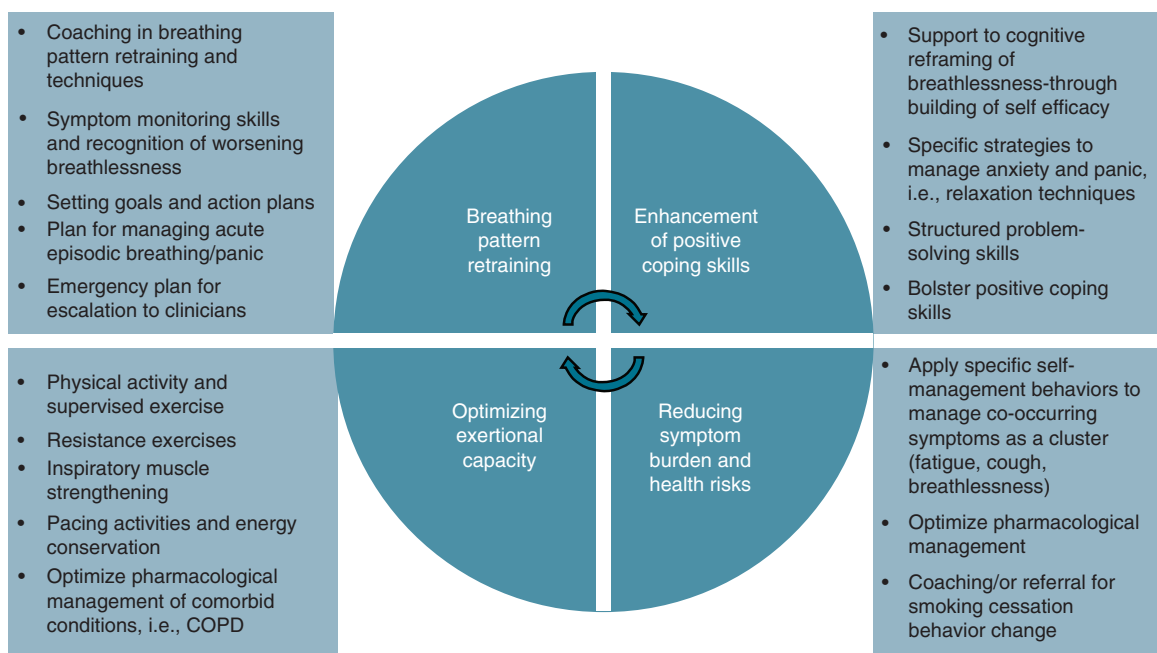 • Coaching in breathing
pattern retraining and
techniques
• Symptom monitoring skills
and recognition of worsening
breathlessness
• Setting goals and action plans
• Plan for managing acute
episodic breathing/panic
• Emergency plan for
escalation to clinicians
Breathing
pattern
retraining
Enhancement
of positive
coping skills
• Support to cognitive
reframing of
breathlessness-through
building of self efficacy
• Specific strategies to
manage anxiety and panic,
i.e., relaxation techniques
• Structured problem-
solving skills
• Bolster positive coping
skills
• Physical activity and
supervised exercise
• Resistance exercises
• Inspiratory muscle
strengthening
• Pacing activities and energy
conservation
• Optimize pharmacological
management of comorbid
conditions, i.e., COPD
Optimizing
exertional
capacity
Reducing
symptom
burden and
health risks
• Apply specific self-
management behaviors to
manage co-occurring
symptoms as a cluster
(fatigue, cough,
breathlessness)
• Optimize pharmacological
management
• Coaching/or referral for
smoking cessation
behavior change